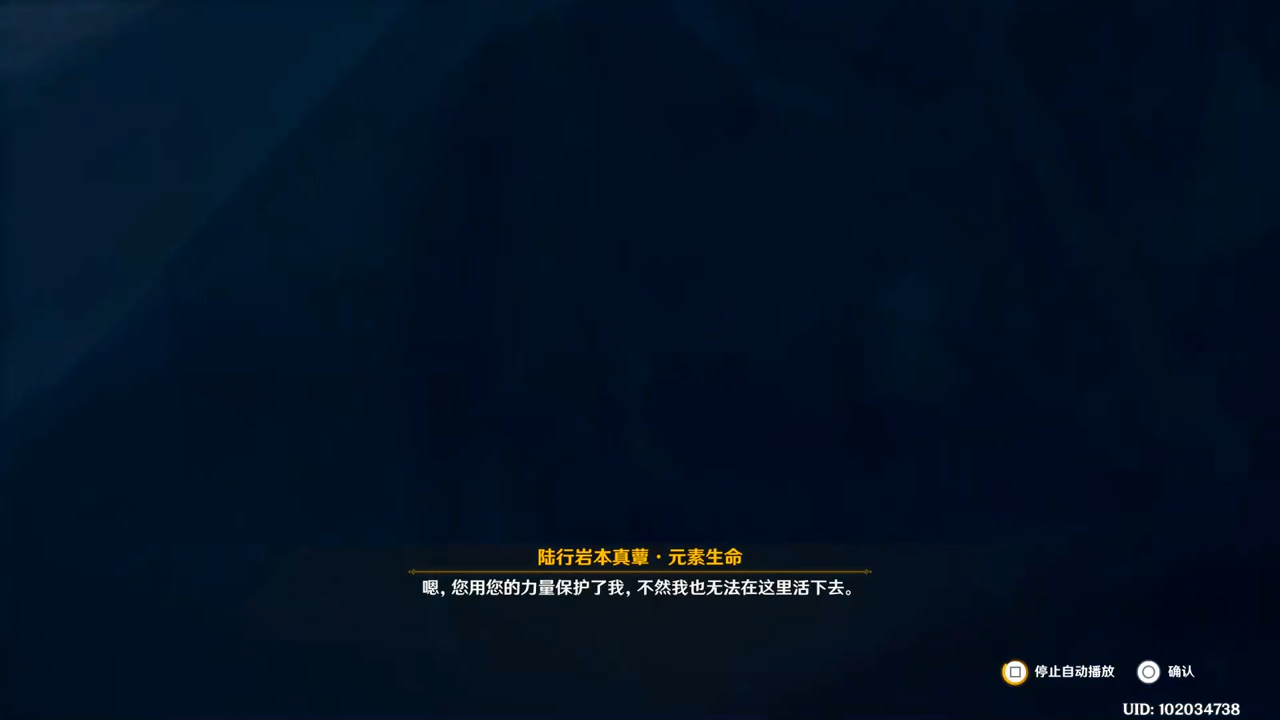 陆行岩本真蕈·元素生命
嗯，您用您的力量保护了我，不然我也无法在这里活下去。
停止自动播放
确认
UID: 102034738